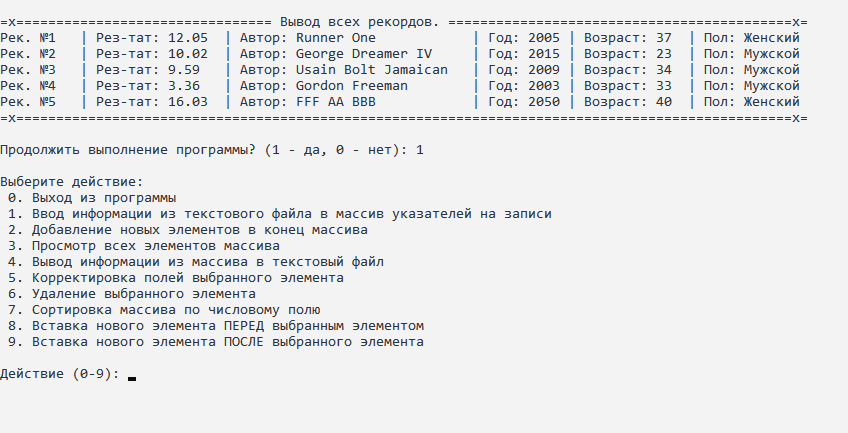 =x================================ Вывод всех рекордов. ===========================================x=
Рек. №1   | Рез-тат: 12.05  | Автор: Runner One            | Год: 2005 | Возраст: 37  | Пол: Женский
Рек. №2   | Рез-тат: 10.02  | Автор: George Dreamer IV     | Год: 2015 | Возраст: 23  | Пол: Мужской
Рек. №3   | Рез-тат: 9.59   | Автор: Usain Bolt Jamaican   | Год: 2009 | Возраст: 34  | Пол: Мужской
Рек. №4   | Рез-тат: 3.36   | Автор: Gordon Freeman        | Год: 2003 | Возраст: 33  | Пол: Мужской
Рек. №5   | Рез-тат: 16.03  | Автор: FFF AA BBB            | Год: 2050 | Возраст: 40  | Пол: Женский
=x=================================================================================================x=
Продолжить выполнение программы? (1 - да, 0 - нет): 1
Выберите действие:
0. Выход из программы
1. Ввод информации из текстового файла в массив указателей на записи
2. Добавление новых элементов в конец массива
3. Просмотр всех элементов массива
4. Вывод информации из массива в текстовый файл
5. Корректировка полей выбранного элемента
6. Удаление выбранного элемента
7. Сортировка массива по числовому полю
8. Вставка нового элемента ПЕРЕД выбранным элементом
9. Вставка нового элемента ПОСЛЕ выбранного элемента
Действие (0-9):